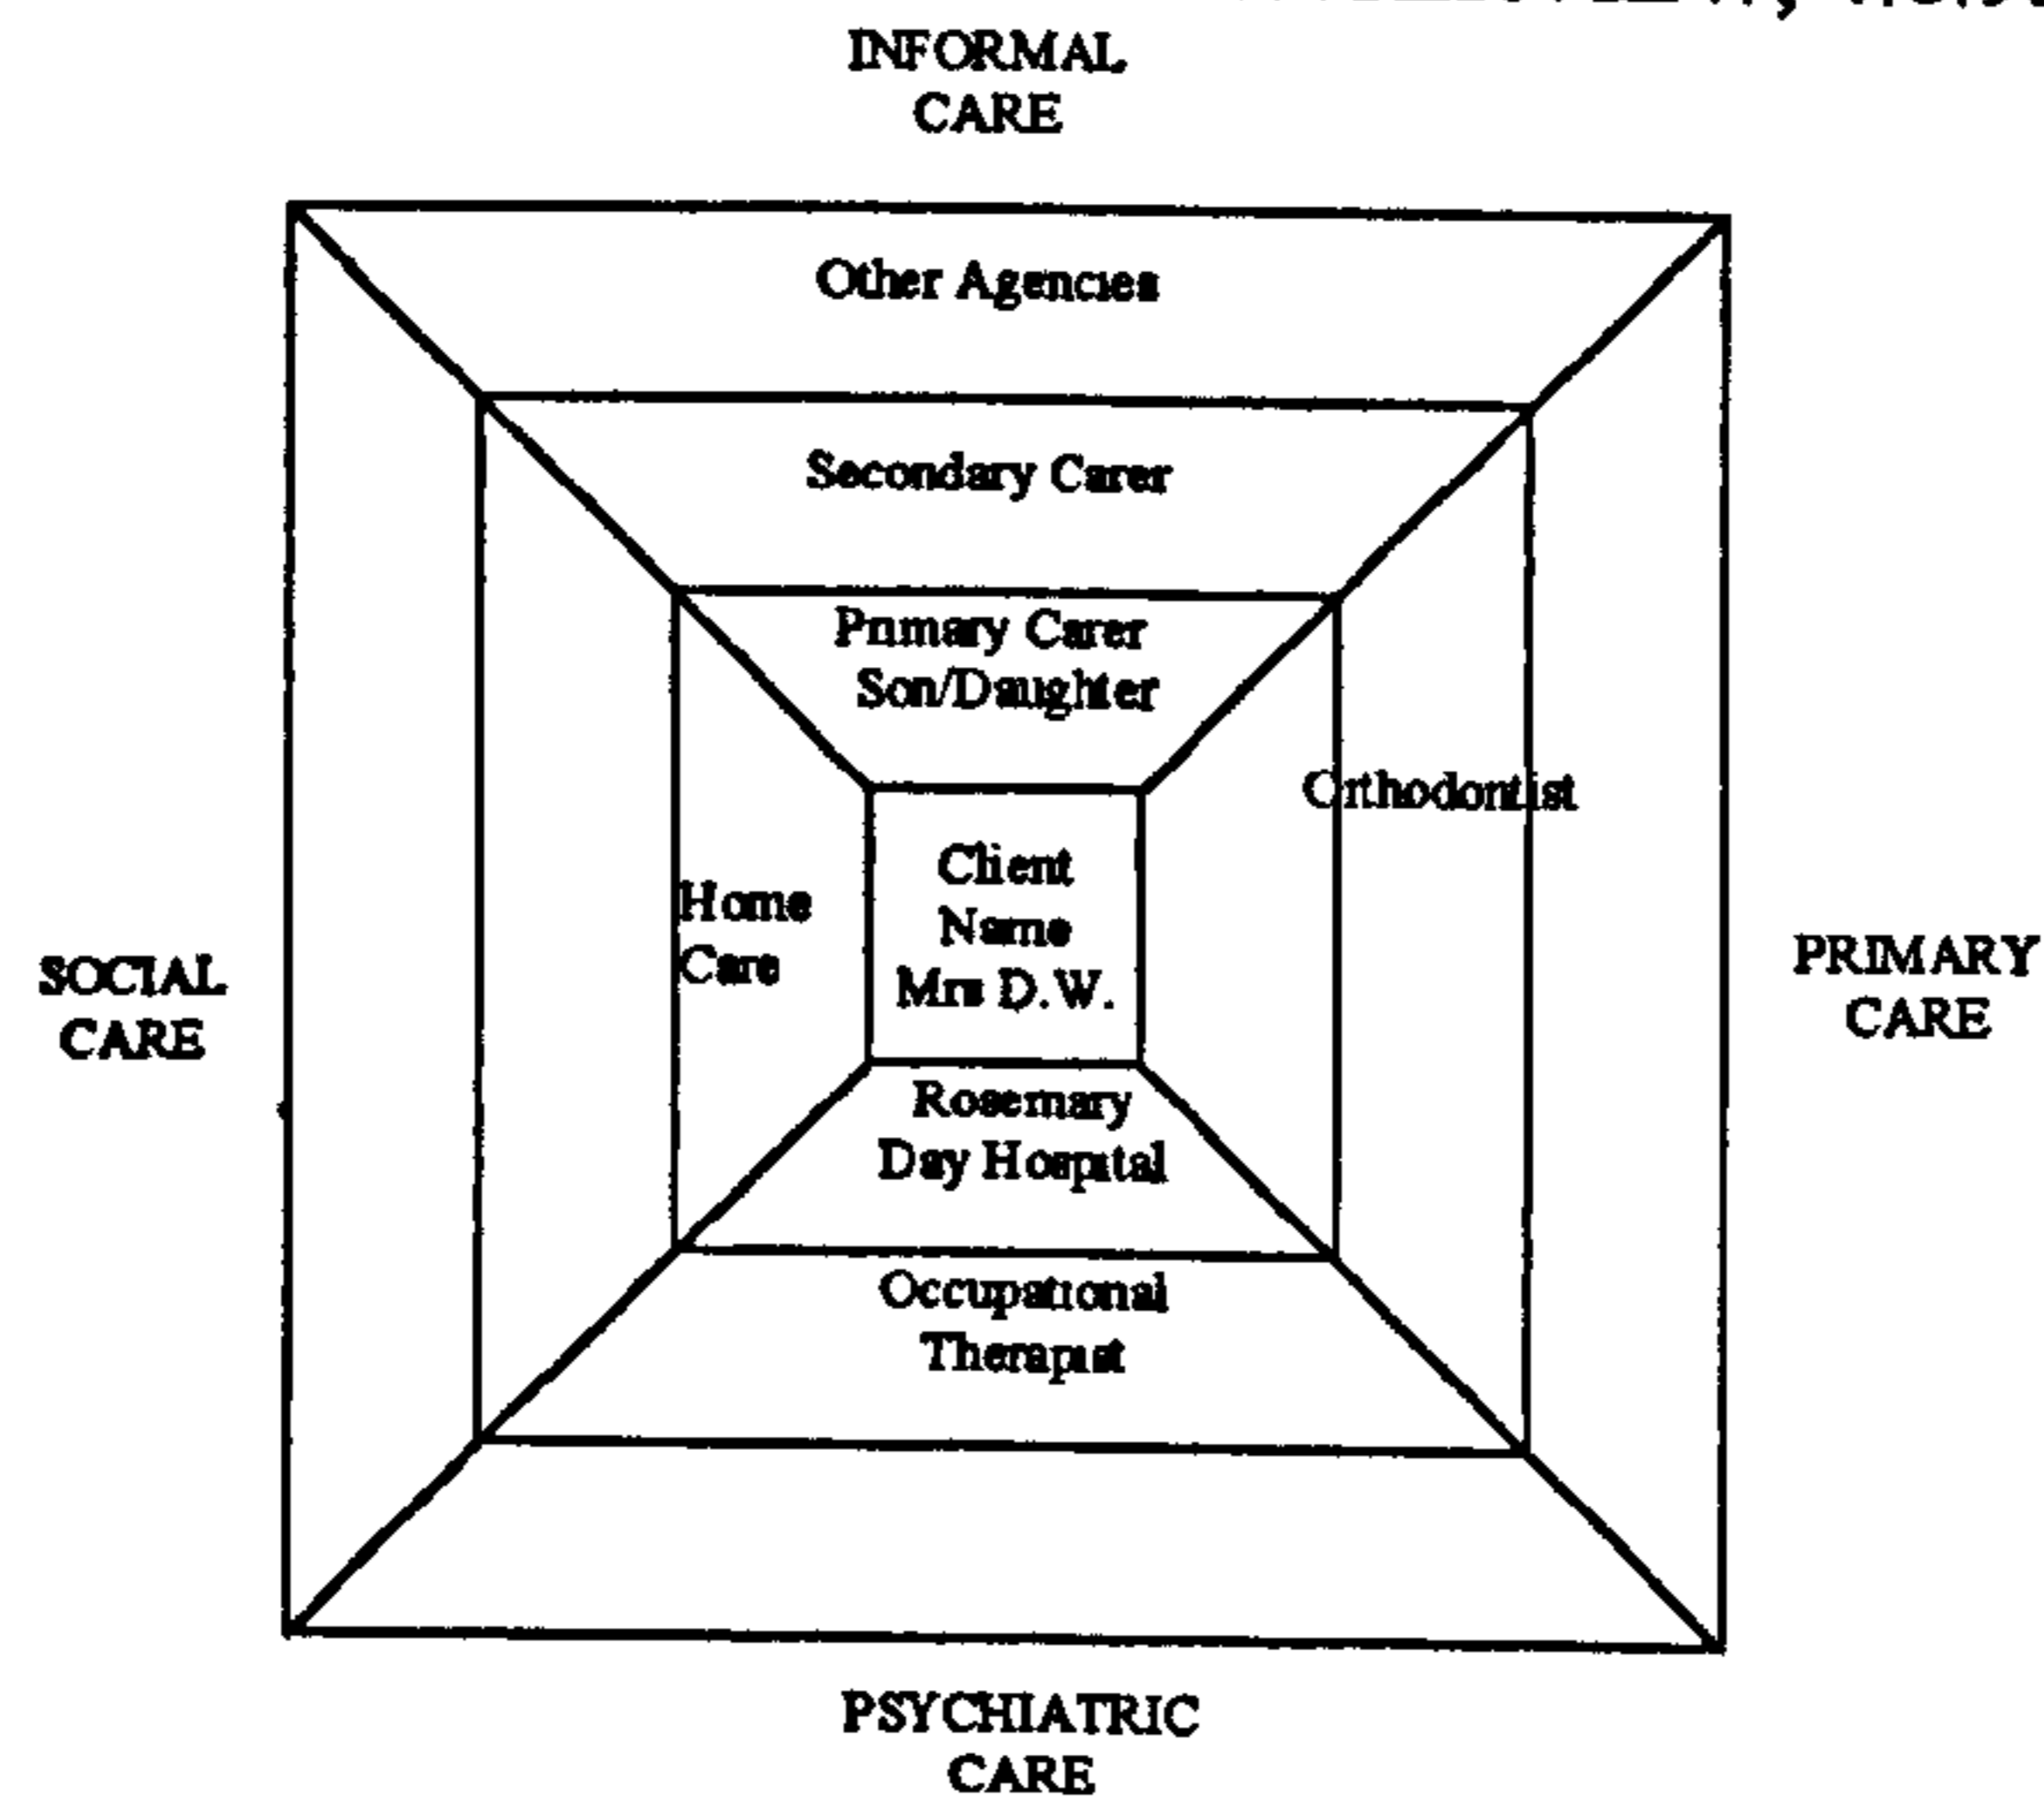 INFORMAL
CARE
Other Agencies
Secondary Carer
Primary Carer
Son/Daughter
Orthodontist
Client
Name
Mrs D.W.
Home
Care
SOCIAL
CARE
PRIMARY
CARE
Rosemary
Day Hospital
Occupational
Therapist
PSYCHIATRIC
CARE